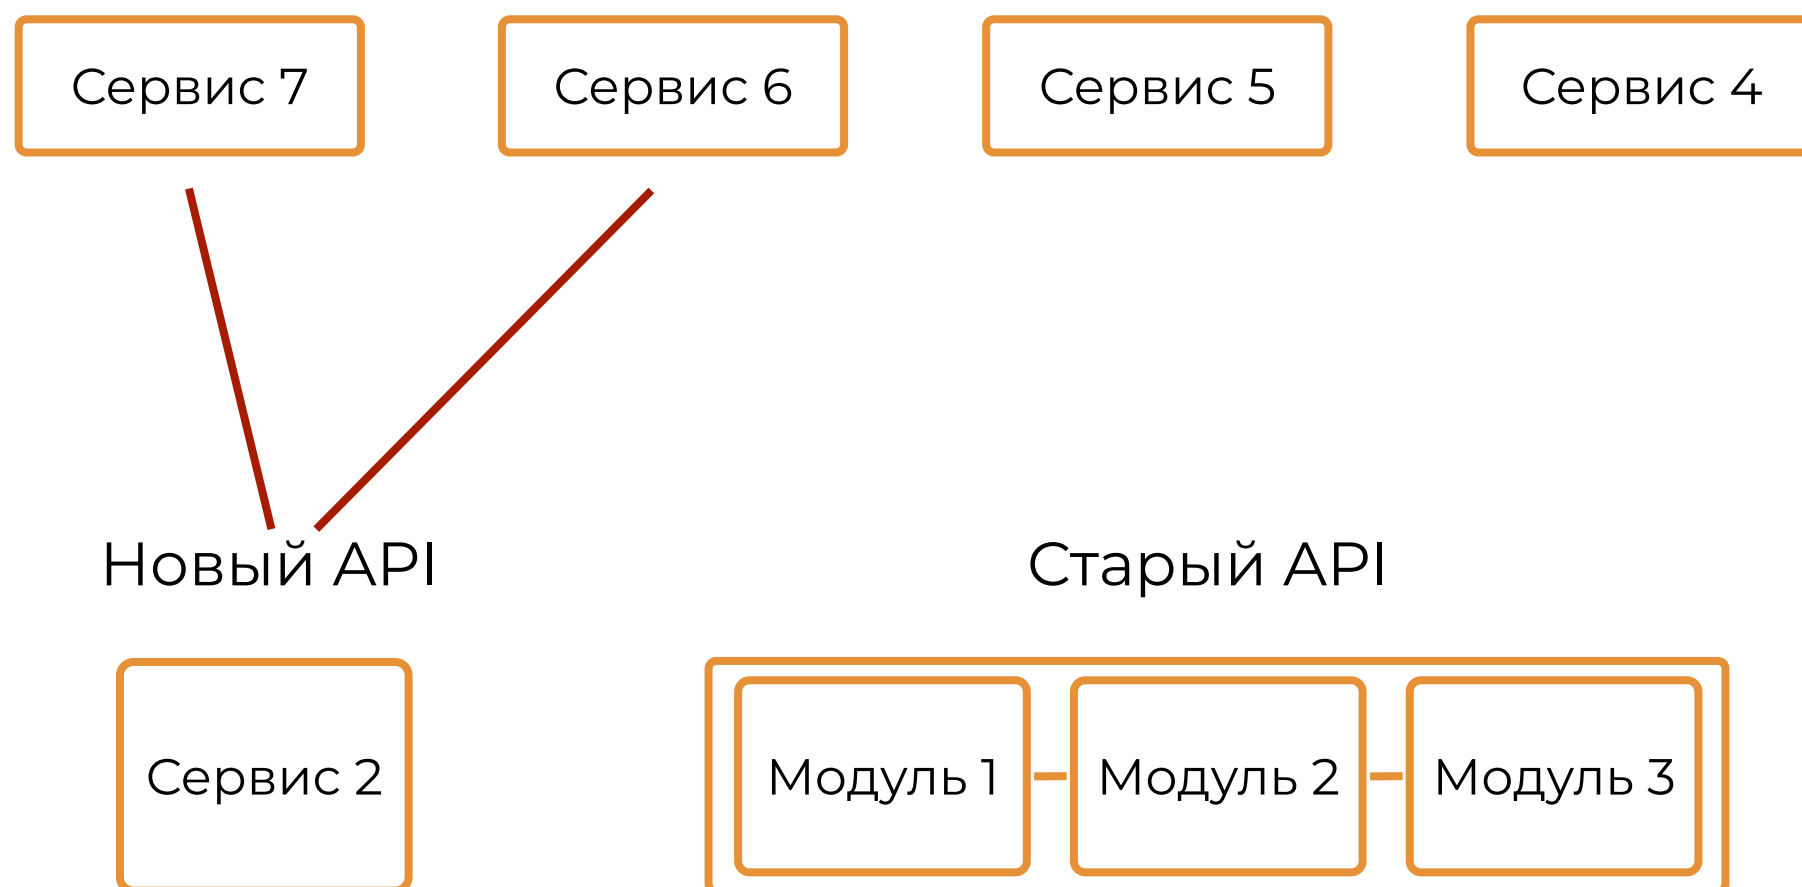 Сервис 7
Сервис 6
Сервис 5
Сервис 4
Новый API
Старый API
Сервис 2
Модуль 1
Модуль 2
Модуль 3